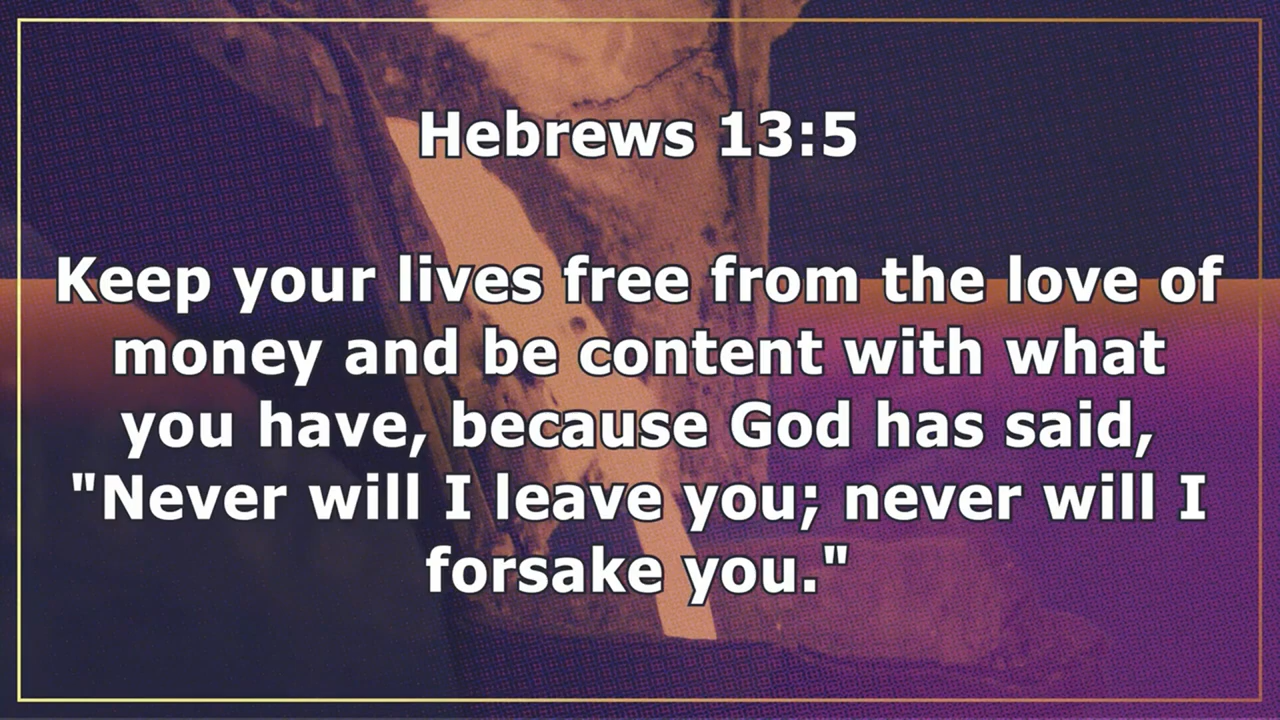 Hebrews 13:5
Keep your lives free from the love of
money and be content with what
you have, because God has said,
"Never will I leave you; never will I
forsake you."